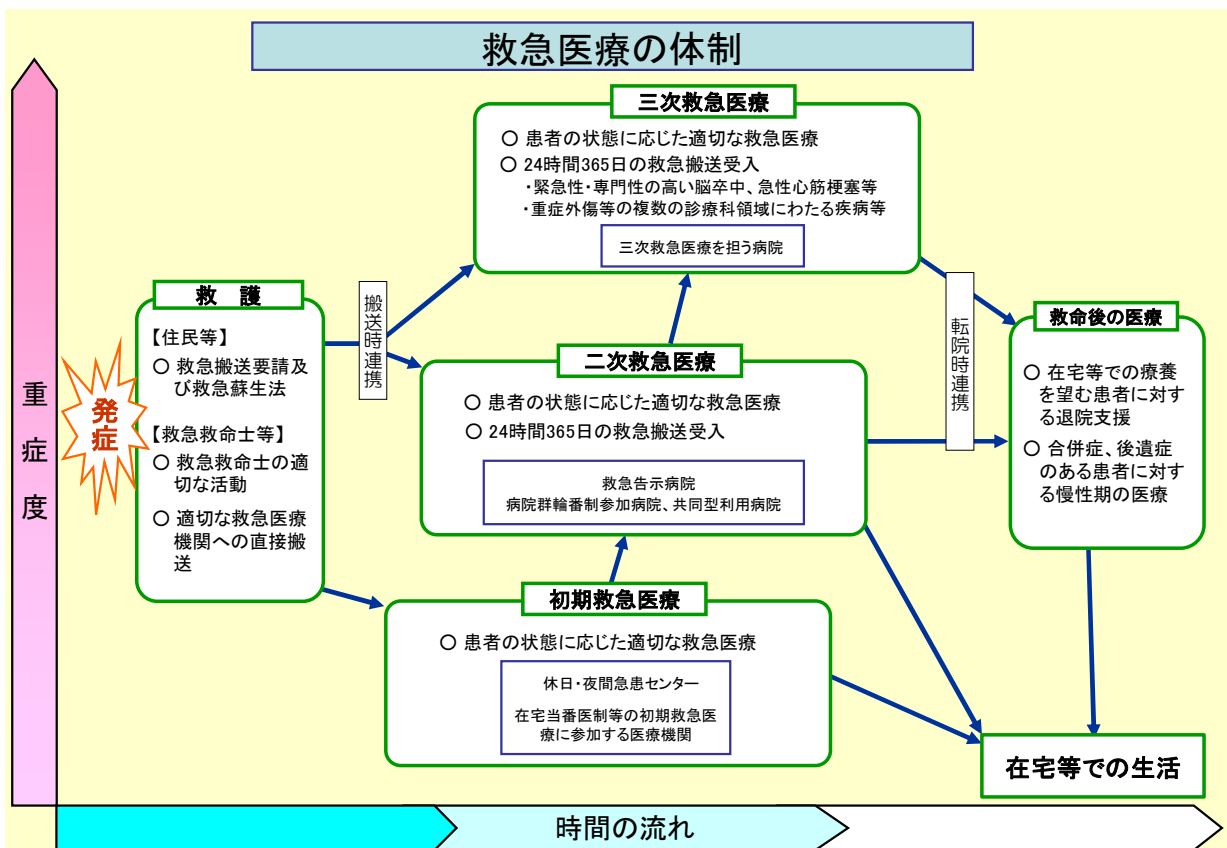 救急医療の体制
重症度
発症
救　護
【住民等】
○ 救急搬送要請及
び救急蘇生法
【救急救命士等】
○ 救急救命士の適
切な活動
○ 適切な救急医療
機関への直接搬
送
搬送時連携
三次救急医療
○ 患者の状態に応じた適切な救急医療
○ 24時間365日の救急搬送受入
・緊急性・専門性の高い脳卒中、急性心筋梗塞等
・重症外傷等の複数の診療科領域にわたる疾病等
三次救急医療を担う病院
二次救急医療
○ 患者の状態に応じた適切な救急医療
○ 24時間365日の救急搬送受入
救急告示病院
病院群輪番制参加病院、共同型利用病院
初期救急医療
○ 患者の状態に応じた適切な救急医療
休日・夜間急患センター
在宅当番医制等の初期救急医
療に参加する医療機関
転院時連携
救命後の医療
○ 在宅等での療養
を望む患者に対す
る退院支援
○ 合併症、後遺症
のある患者に対す
る慢性期の医療
在宅等での生活
時間の流れ